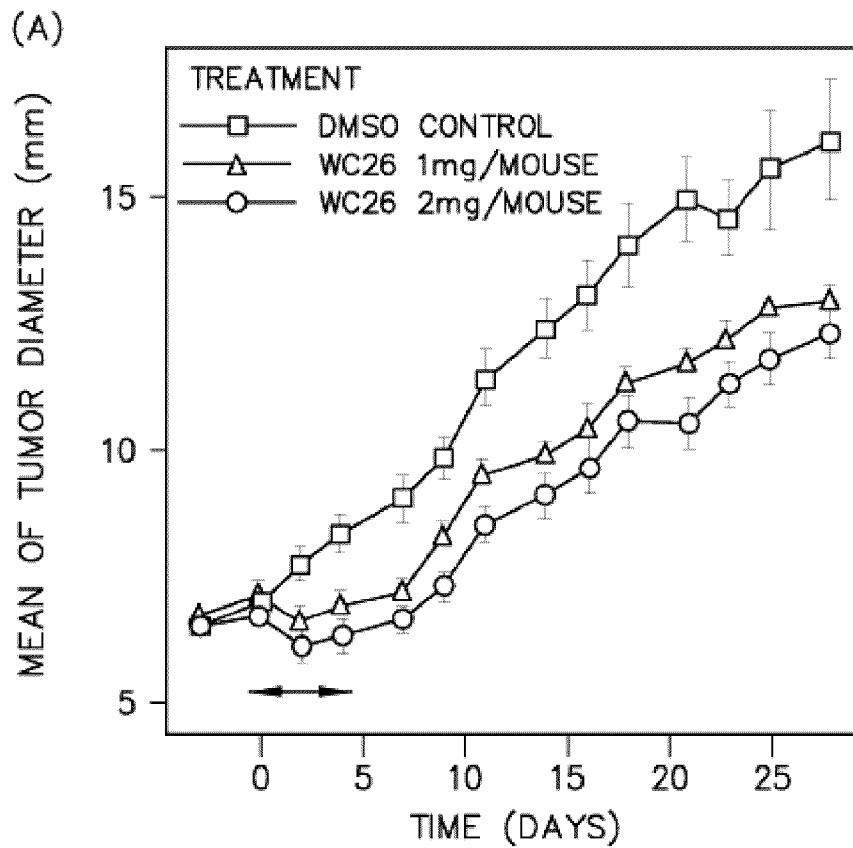 (A)
MEAN OF TUMOR DIAMETER (mm)
TREATMENT
DMSO CONTROL
WC26 1mg/MOUSE
WC26 2mg/MOUSE
15
10
5
0 5 10 15 20 25
TIME (DAYS)